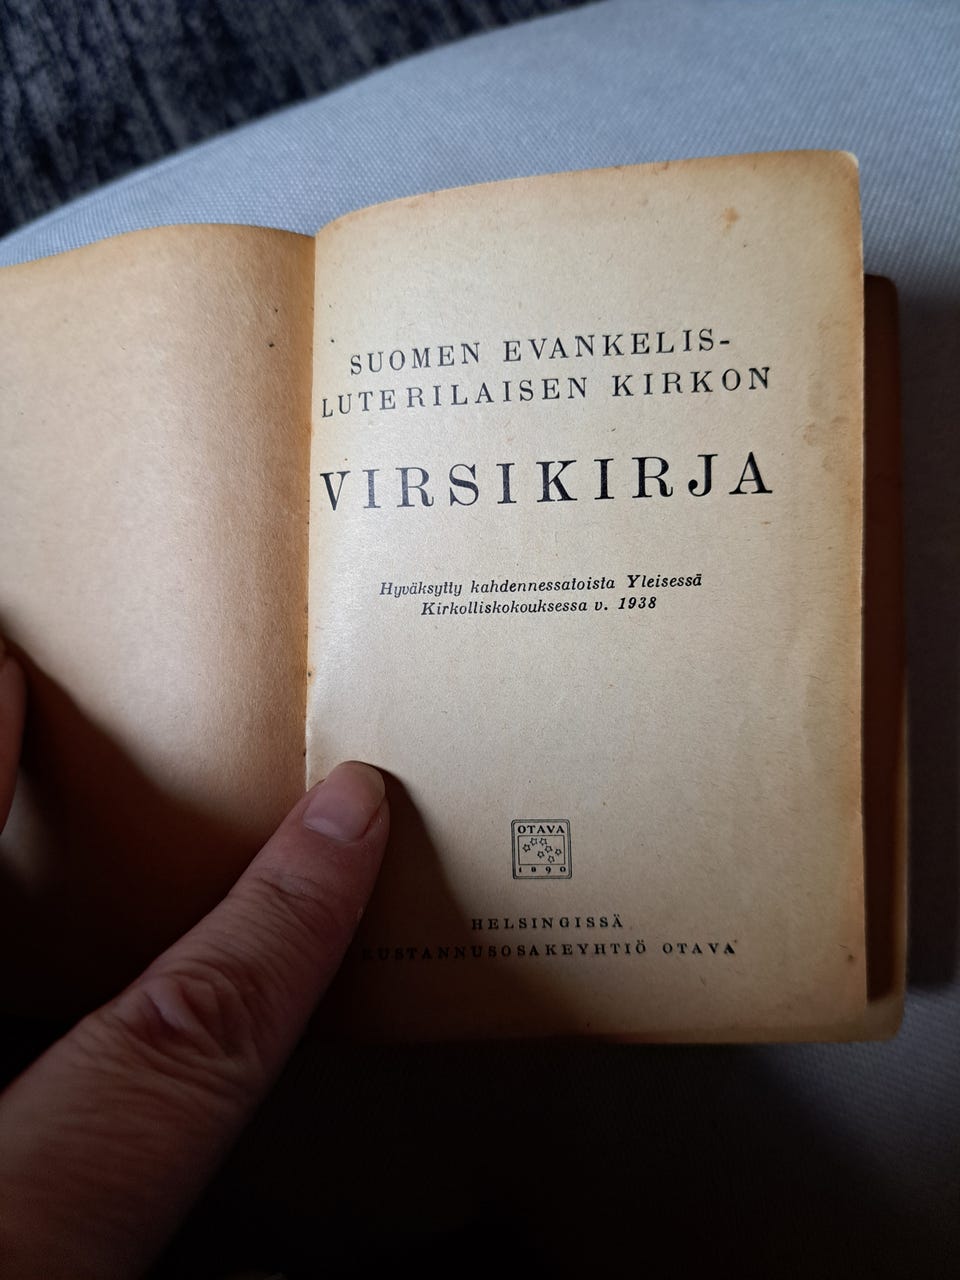 SUOMEN EVANKELIS-
LUTERILAISEN KIRKON
VIRSIKIRJA
Hyväksytty kahdennessatoista Yleisessä
Kirkolliskokouksessa v. 1938
OTAVA
1890
HELSINGISSÄ
KUSTANNUSOSAKEYHTIÖ OTAVA